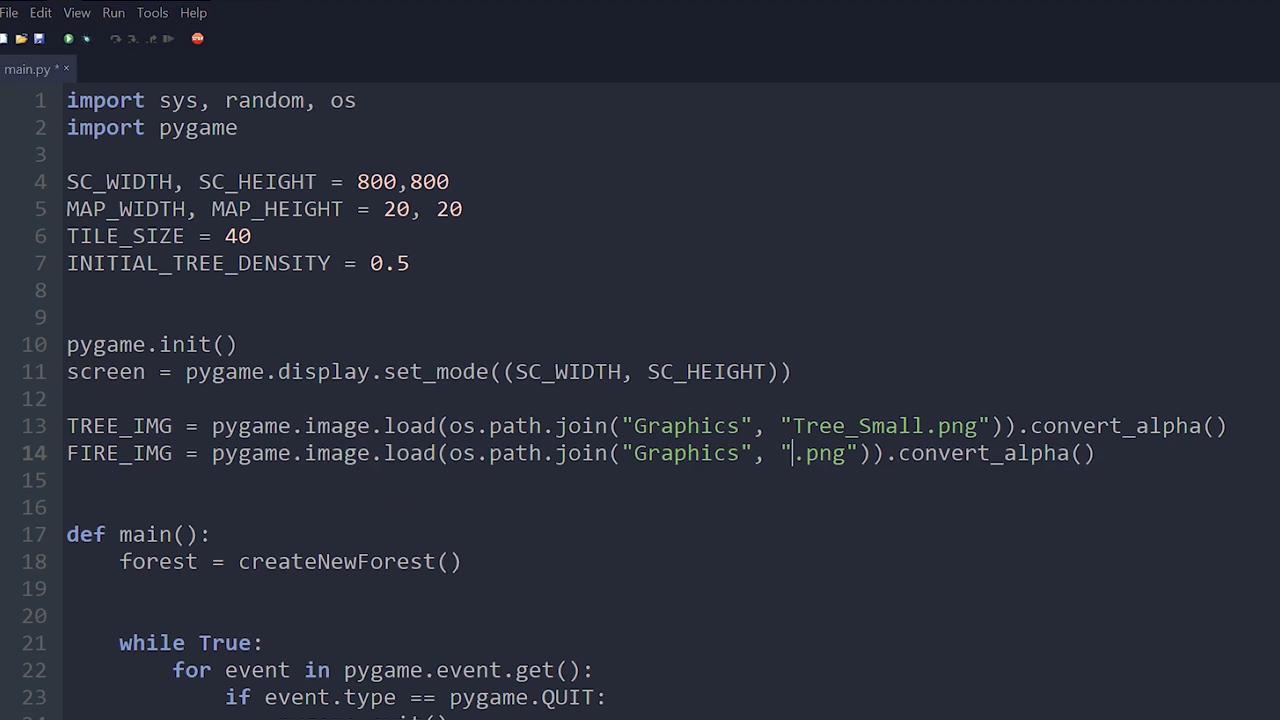 File Edit View Run Tools Help
STOP
main.py * ×
1 import sys, random, os
2 import pygame
3
4 SC_WIDTH, SC_HEIGHT = 800,800
5 MAP_WIDTH, MAP_HEIGHT = 20, 20
6 TILE_SIZE = 40
7 INITIAL_TREE_DENSITY = 0.5
8
9
10 pygame.init()
11 screen = pygame.display.set_mode((SC_WIDTH, SC_HEIGHT))
12
13 TREE_IMG = pygame.image.load(os.path.join("Graphics", "Tree_Small.png")).convert_alpha()
14 FIRE_IMG = pygame.image.load(os.path.join("Graphics", ".png")).convert_alpha()
15
16
17 def main():
18     forest = createNewForest()
19
20
21     while True:
22         for event in pygame.event.get():
23             if event.type == pygame.QUIT: